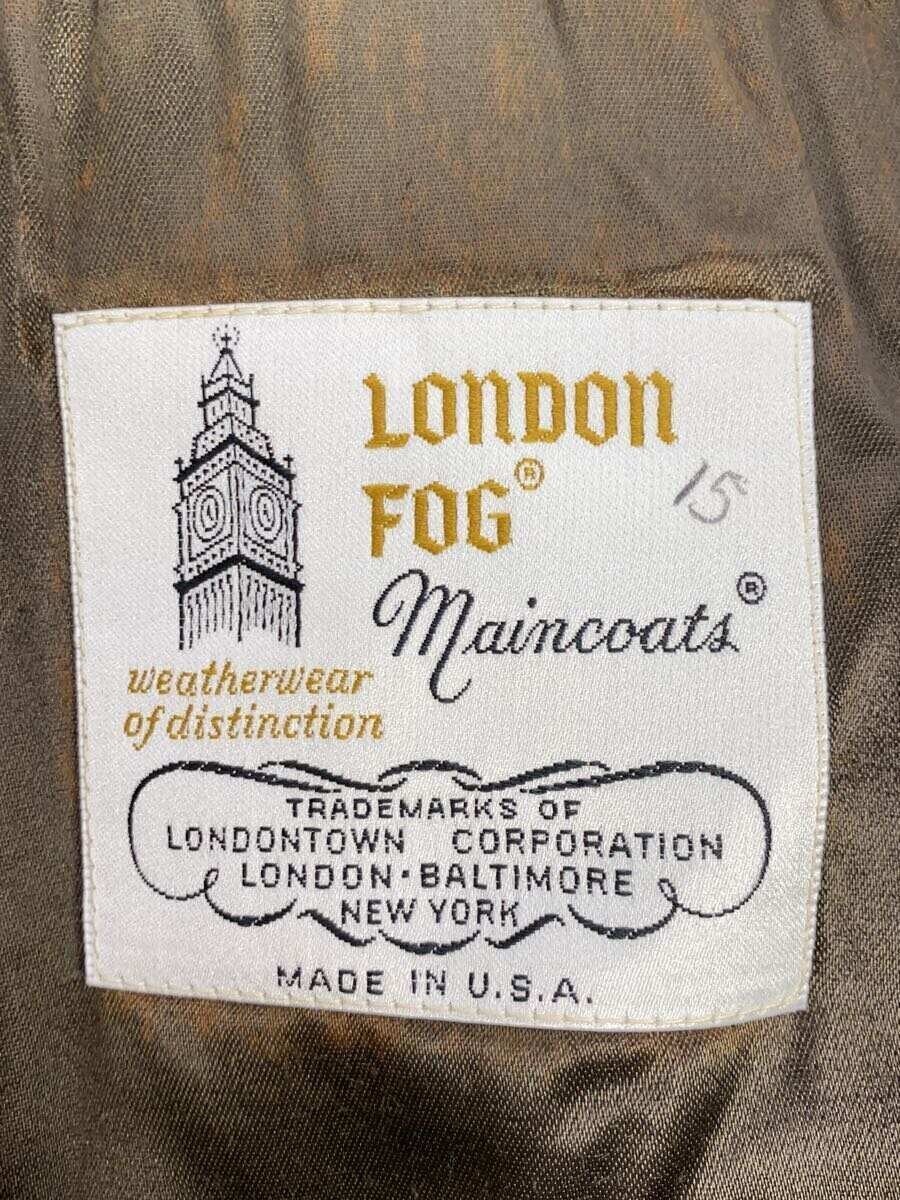 LONDON
FOG®
15
Maincoats®
weatherwear
of distinction
TRADEMARKS OF
LONDONTOWN CORPORATION
LONDON·BALTIMORE
NEW YORK
MADE IN U.S.A.